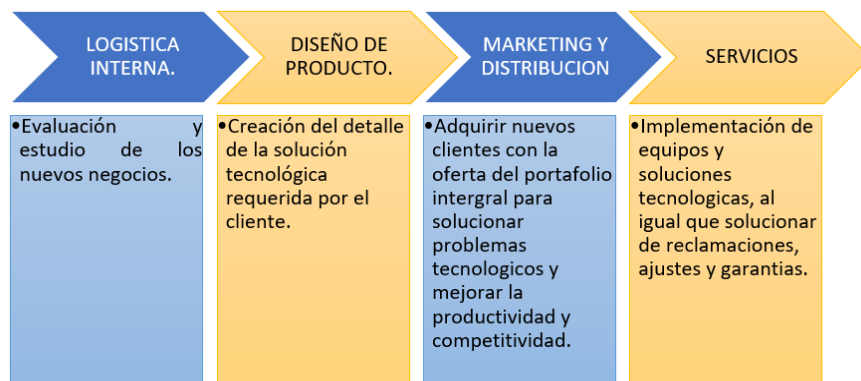 LOGISTICA
INTERNA.
•Evaluación y
estudio de los
nuevos negocios.
DISEÑO DE
PRODUCTO.
•Creación del detalle
de la solución
tecnológica
requerida por el
cliente.
MARKETING Y
DISTRIBUCION
•Adquirir nuevos
clientes con la
oferta del portafolio
intergral para
solucionar
problemas
tecnologicos y
mejorar la
productividad y
competitividad.
SERVICIOS
•Implementación de
equipos y
soluciones
tecnologicas, al
igual que solucionar
de reclamaciones,
ajustes y garantias.